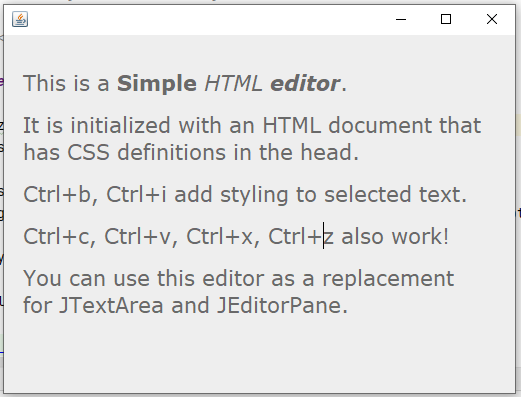 This is a Simple HTML editor.
It is initialized with an HTML document that
has CSS definitions in the head.
Ctrl+b, Ctrl+i add styling to selected text.
Ctrl+c, Ctrl+v, Ctrl+x, Ctrl+z also work!
You can use this editor as a replacement
for JTextArea and JEditorPane.